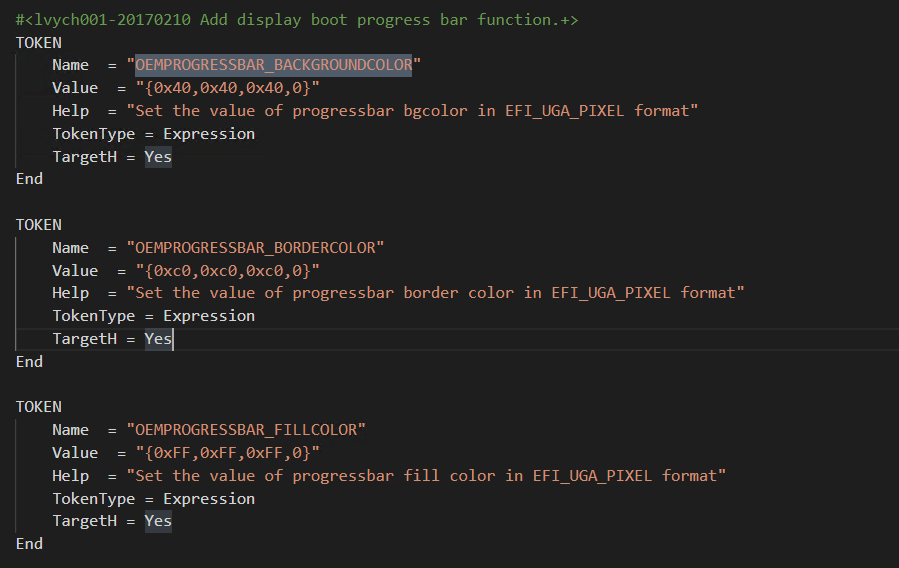 #<lvych001-20170210 Add display boot progress bar function.+>
TOKEN
    Name  = "OEMPROGRESSBAR_BACKGROUNDCOLOR"
    Value  = "{0x40,0x40,0x40,0}"
    Help  = "Set the value of progressbar bgcolor in EFI_UGA_PIXEL format"
    TokenType = Expression
    TargetH = Yes
End

TOKEN
    Name  = "OEMPROGRESSBAR_BORDERCOLOR"
    Value  = "{0xc0,0xc0,0xc0,0}"
    Help  = "Set the value of progressbar border color in EFI_UGA_PIXEL format"
    TokenType = Expression
    TargetH = Yes
End

TOKEN
    Name  = "OEMPROGRESSBAR_FILLCOLOR"
    Value  = "{0xFF,0xFF,0xFF,0}"
    Help  = "Set the value of progressbar fill color in EFI_UGA_PIXEL format"
    TokenType = Expression
    TargetH = Yes
End